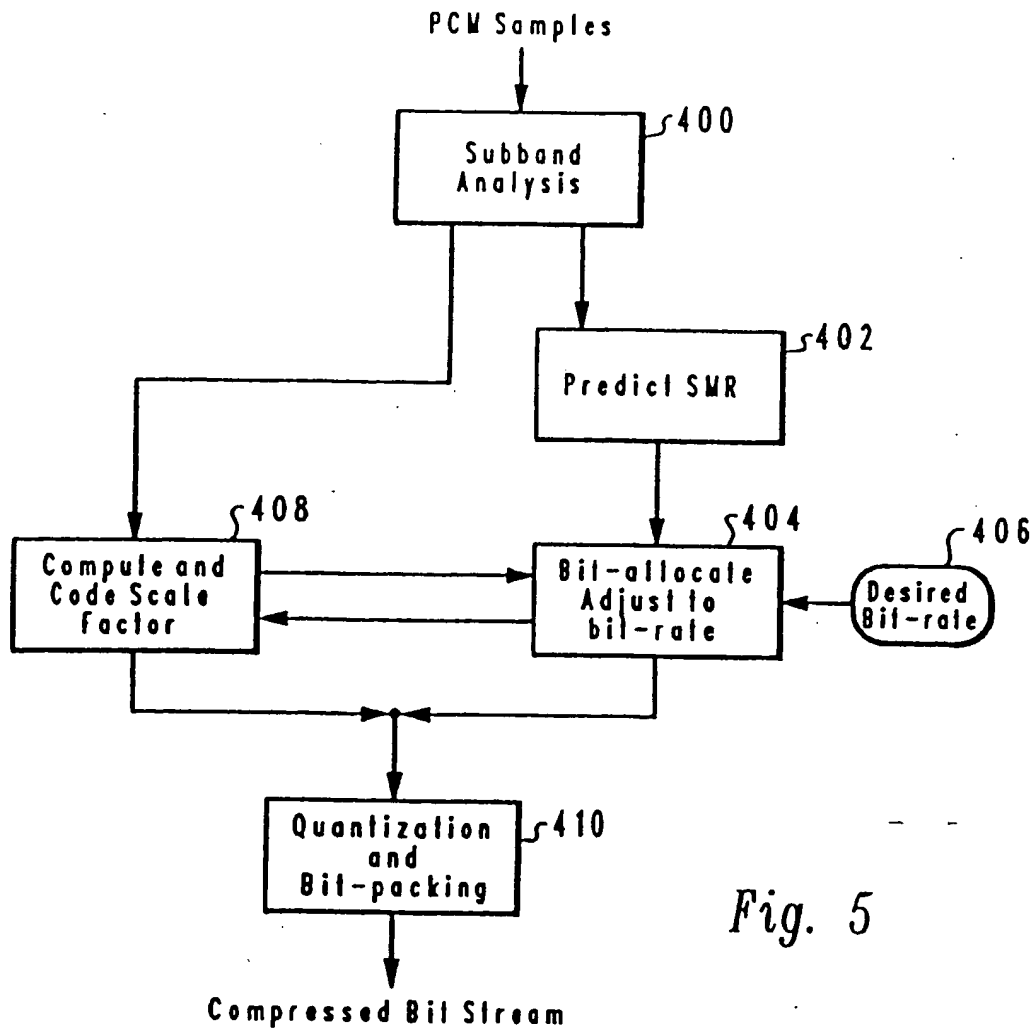 PCM Samples
400
Subband
Analysis
402
Predict SMR
408
404
406
Compute and
Code Scale
Factor
Bit-allocate
Adjust to
bit-rate
Desired
Bit-rate
Quantization
and
Bit-packing
410
Fig. 5
Compressed Bit Stream